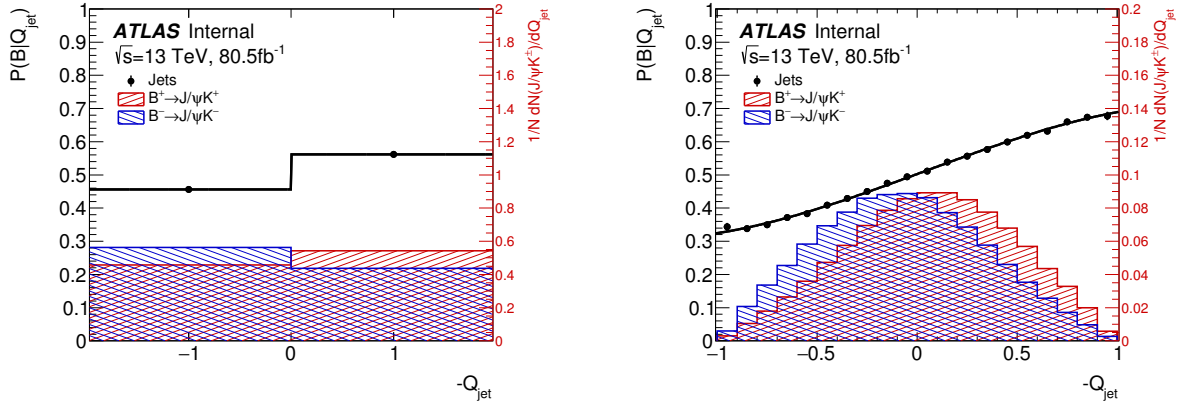 P(B|Q_jet)
1
0.9
0.8
0.7
0.6
0.5
0.4
0.3
0.2
0.1
0
ATLAS Internal
√s=13 TeV, 80.5fb⁻¹
Jets
B⁺→J/ψK⁺
B⁻→J/ψK⁻
−1 0 1
-Q_jet
2
1.8
1.6
1.4
1.2
1
0.8
0.6
0.4
0.2
0
1/N dN(J/ψK^±)/dQ_jet
P(B|Q_jet)
1
0.9
0.8
0.7
0.6
0.5
0.4
0.3
0.2
0.1
0
ATLAS Internal
√s=13 TeV, 80.5fb⁻¹
Jets
B⁺→J/ψK⁺
B⁻→J/ψK⁻
−1 −0.5 0 0.5 1
-Q_jet
0.2
0.18
0.16
0.14
0.12
0.1
0.08
0.06
0.04
0.02
0
1/N dN(J/ψK^±)/dQ_jet